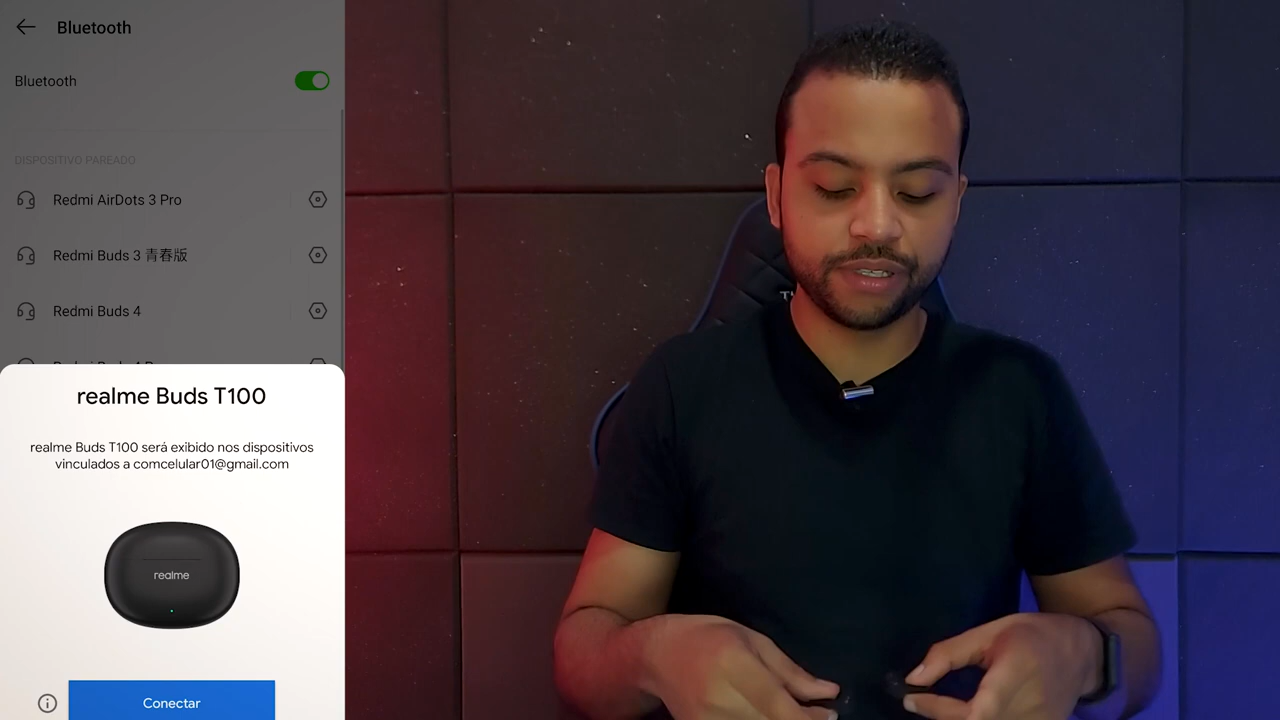 Bluetooth
Bluetooth
DISPOSITIVO PAREADO
Redmi AirDots 3 Pro
Redmi Buds 3 青春版
Redmi Buds 4
realme Buds T100
realme Buds T100 será exibido nos dispositivos
vinculados a comcelular01@gmail.com
realme
Conectar